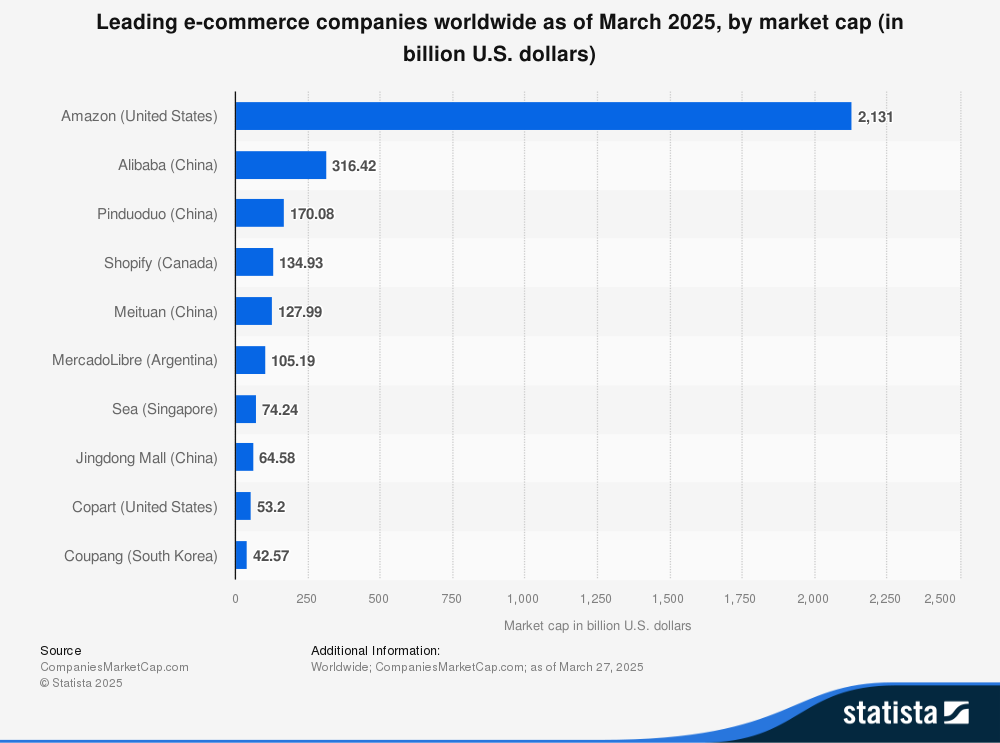 Leading e-commerce companies worldwide as of March 2025, by market cap (in
billion U.S. dollars)
Amazon (United States) 2,131
Alibaba (China) 316.42
Pinduoduo (China) 170.08
Shopify (Canada) 134.93
Meituan (China) 127.99
MercadoLibre (Argentina) 105.19
Sea (Singapore) 74.24
Jingdong Mall (China) 64.58
Copart (United States) 53.2
Coupang (South Korea) 42.57
0 250 500 750 1,000 1,250 1,500 1,750 2,000 2,250 2,500
Market cap in billion U.S. dollars
Source
CompaniesMarketCap.com
© Statista 2025
Additional Information:
Worldwide; CompaniesMarketCap.com; as of March 27, 2025
statista